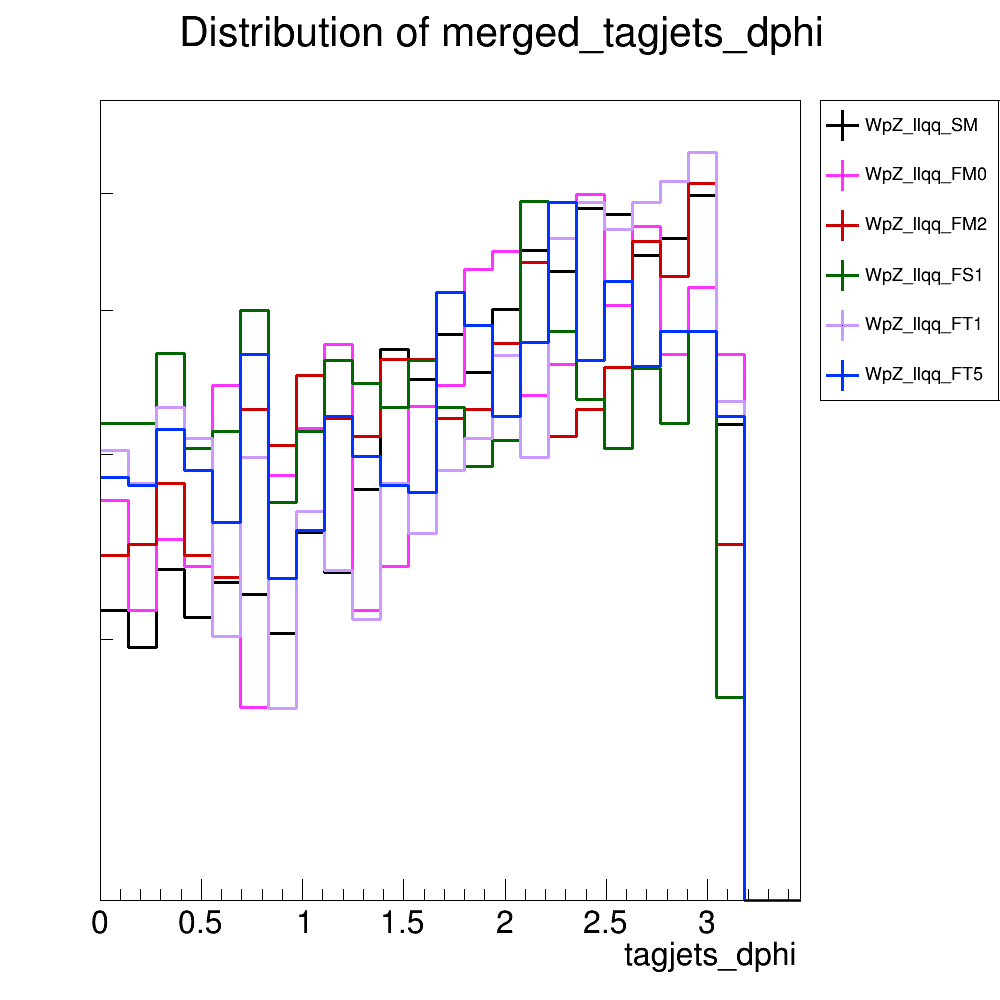 Distribution of merged_tagjets_dphi
WpZ_llqq_SM
WpZ_llqq_FM0
WpZ_llqq_FM2
WpZ_llqq_FS1
WpZ_llqq_FT1
WpZ_llqq_FT5
0 0.5 1 1.5 2 2.5 3
tagjets_dphi